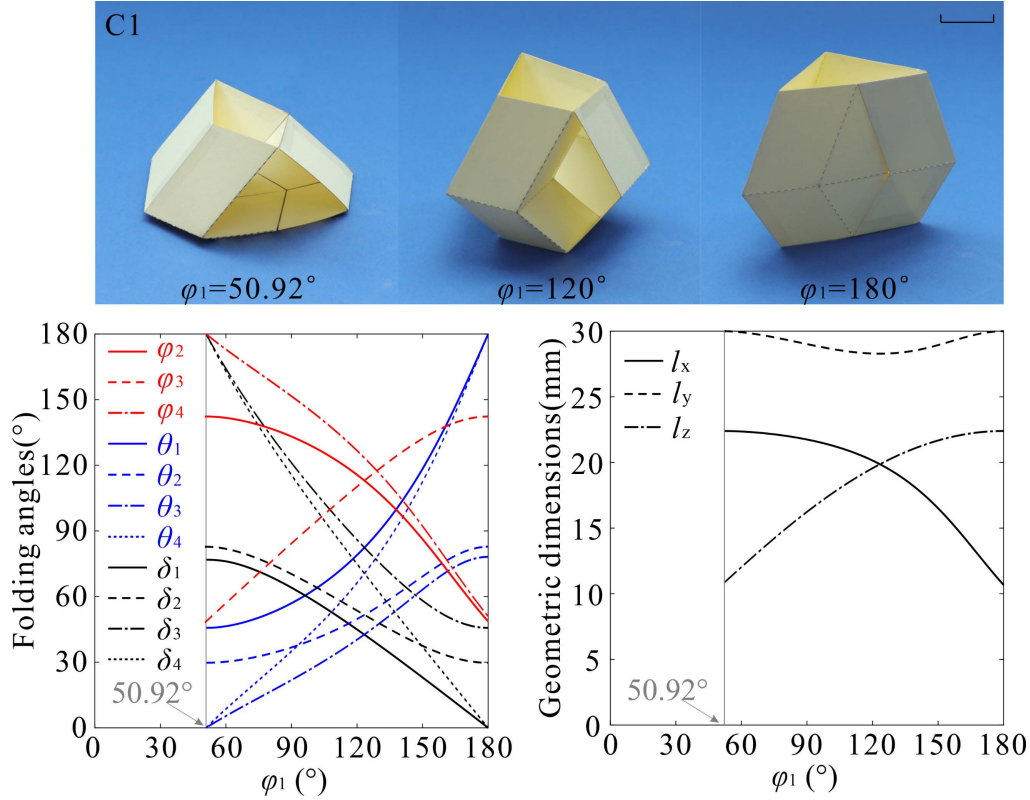 C1
φ1=50.92°
φ1=120°
φ1=180°
Folding angles(°)
180
150
120
90
60
30
0
φ2
φ3
φ4
θ1
θ2
θ3
θ4
δ1
δ2
δ3
δ4
50.92°
0 30 60 90 120 150 180
φ1 (°)
Geometric dimensions(mm)
30
25
20
15
10
5
0
lx
ly
lz
50.92°
0 30 60 90 120 150 180
φ1 (°)